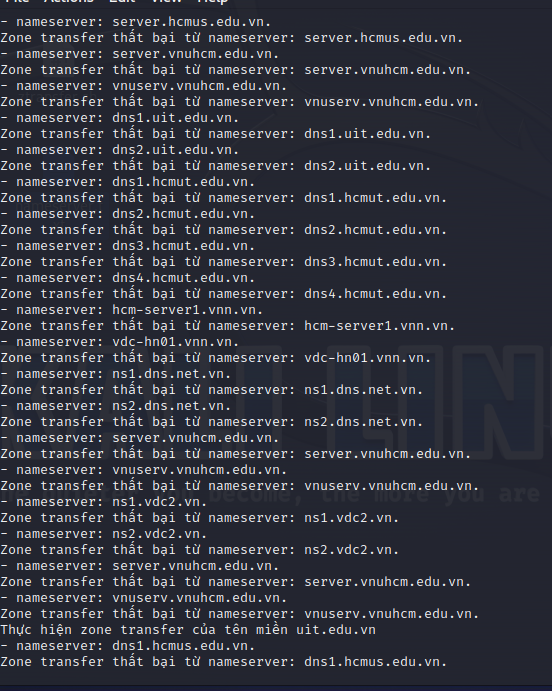 File Actions Edit View Help
- nameserver: server.hcmus.edu.vn.
Zone transfer thất bại từ nameserver: server.hcmus.edu.vn.
- nameserver: server.vnuhcm.edu.vn.
Zone transfer thất bại từ nameserver: server.vnuhcm.edu.vn.
- nameserver: vnuserv.vnuhcm.edu.vn.
Zone transfer thất bại từ nameserver: vnuserv.vnuhcm.edu.vn.
- nameserver: dns1.uit.edu.vn.
Zone transfer thất bại từ nameserver: dns1.uit.edu.vn.
- nameserver: dns2.uit.edu.vn.
Zone transfer thất bại từ nameserver: dns2.uit.edu.vn.
- nameserver: dns1.hcmut.edu.vn.
Zone transfer thất bại từ nameserver: dns1.hcmut.edu.vn.
- nameserver: dns2.hcmut.edu.vn.
Zone transfer thất bại từ nameserver: dns2.hcmut.edu.vn.
- nameserver: dns3.hcmut.edu.vn.
Zone transfer thất bại từ nameserver: dns3.hcmut.edu.vn.
- nameserver: dns4.hcmut.edu.vn.
Zone transfer thất bại từ nameserver: dns4.hcmut.edu.vn.
- nameserver: hcm-server1.vnn.vn.
Zone transfer thất bại từ nameserver: hcm-server1.vnn.vn.
- nameserver: vdc-hn01.vnn.vn.
Zone transfer thất bại từ nameserver: vdc-hn01.vnn.vn.
- nameserver: ns1.dns.net.vn.
Zone transfer thất bại từ nameserver: ns1.dns.net.vn.
- nameserver: ns2.dns.net.vn.
Zone transfer thất bại từ nameserver: ns2.dns.net.vn.
- nameserver: server.vnuhcm.edu.vn.
Zone transfer thất bại từ nameserver: server.vnuhcm.edu.vn.
- nameserver: vnuserv.vnuhcm.edu.vn.
Zone transfer thất bại từ nameserver: vnuserv.vnuhcm.edu.vn.
- nameserver: ns1.vdc2.vn.
Zone transfer thất bại từ nameserver: ns1.vdc2.vn.
- nameserver: ns2.vdc2.vn.
Zone transfer thất bại từ nameserver: ns2.vdc2.vn.
- nameserver: server.vnuhcm.edu.vn.
Zone transfer thất bại từ nameserver: server.vnuhcm.edu.vn.
- nameserver: vnuserv.vnuhcm.edu.vn.
Zone transfer thất bại từ nameserver: vnuserv.vnuhcm.edu.vn.
Thực hiện zone transfer của tên miền uit.edu.vn
- nameserver: dns1.hcmus.edu.vn.
Zone transfer thất bại từ nameserver: dns1.hcmus.edu.vn.